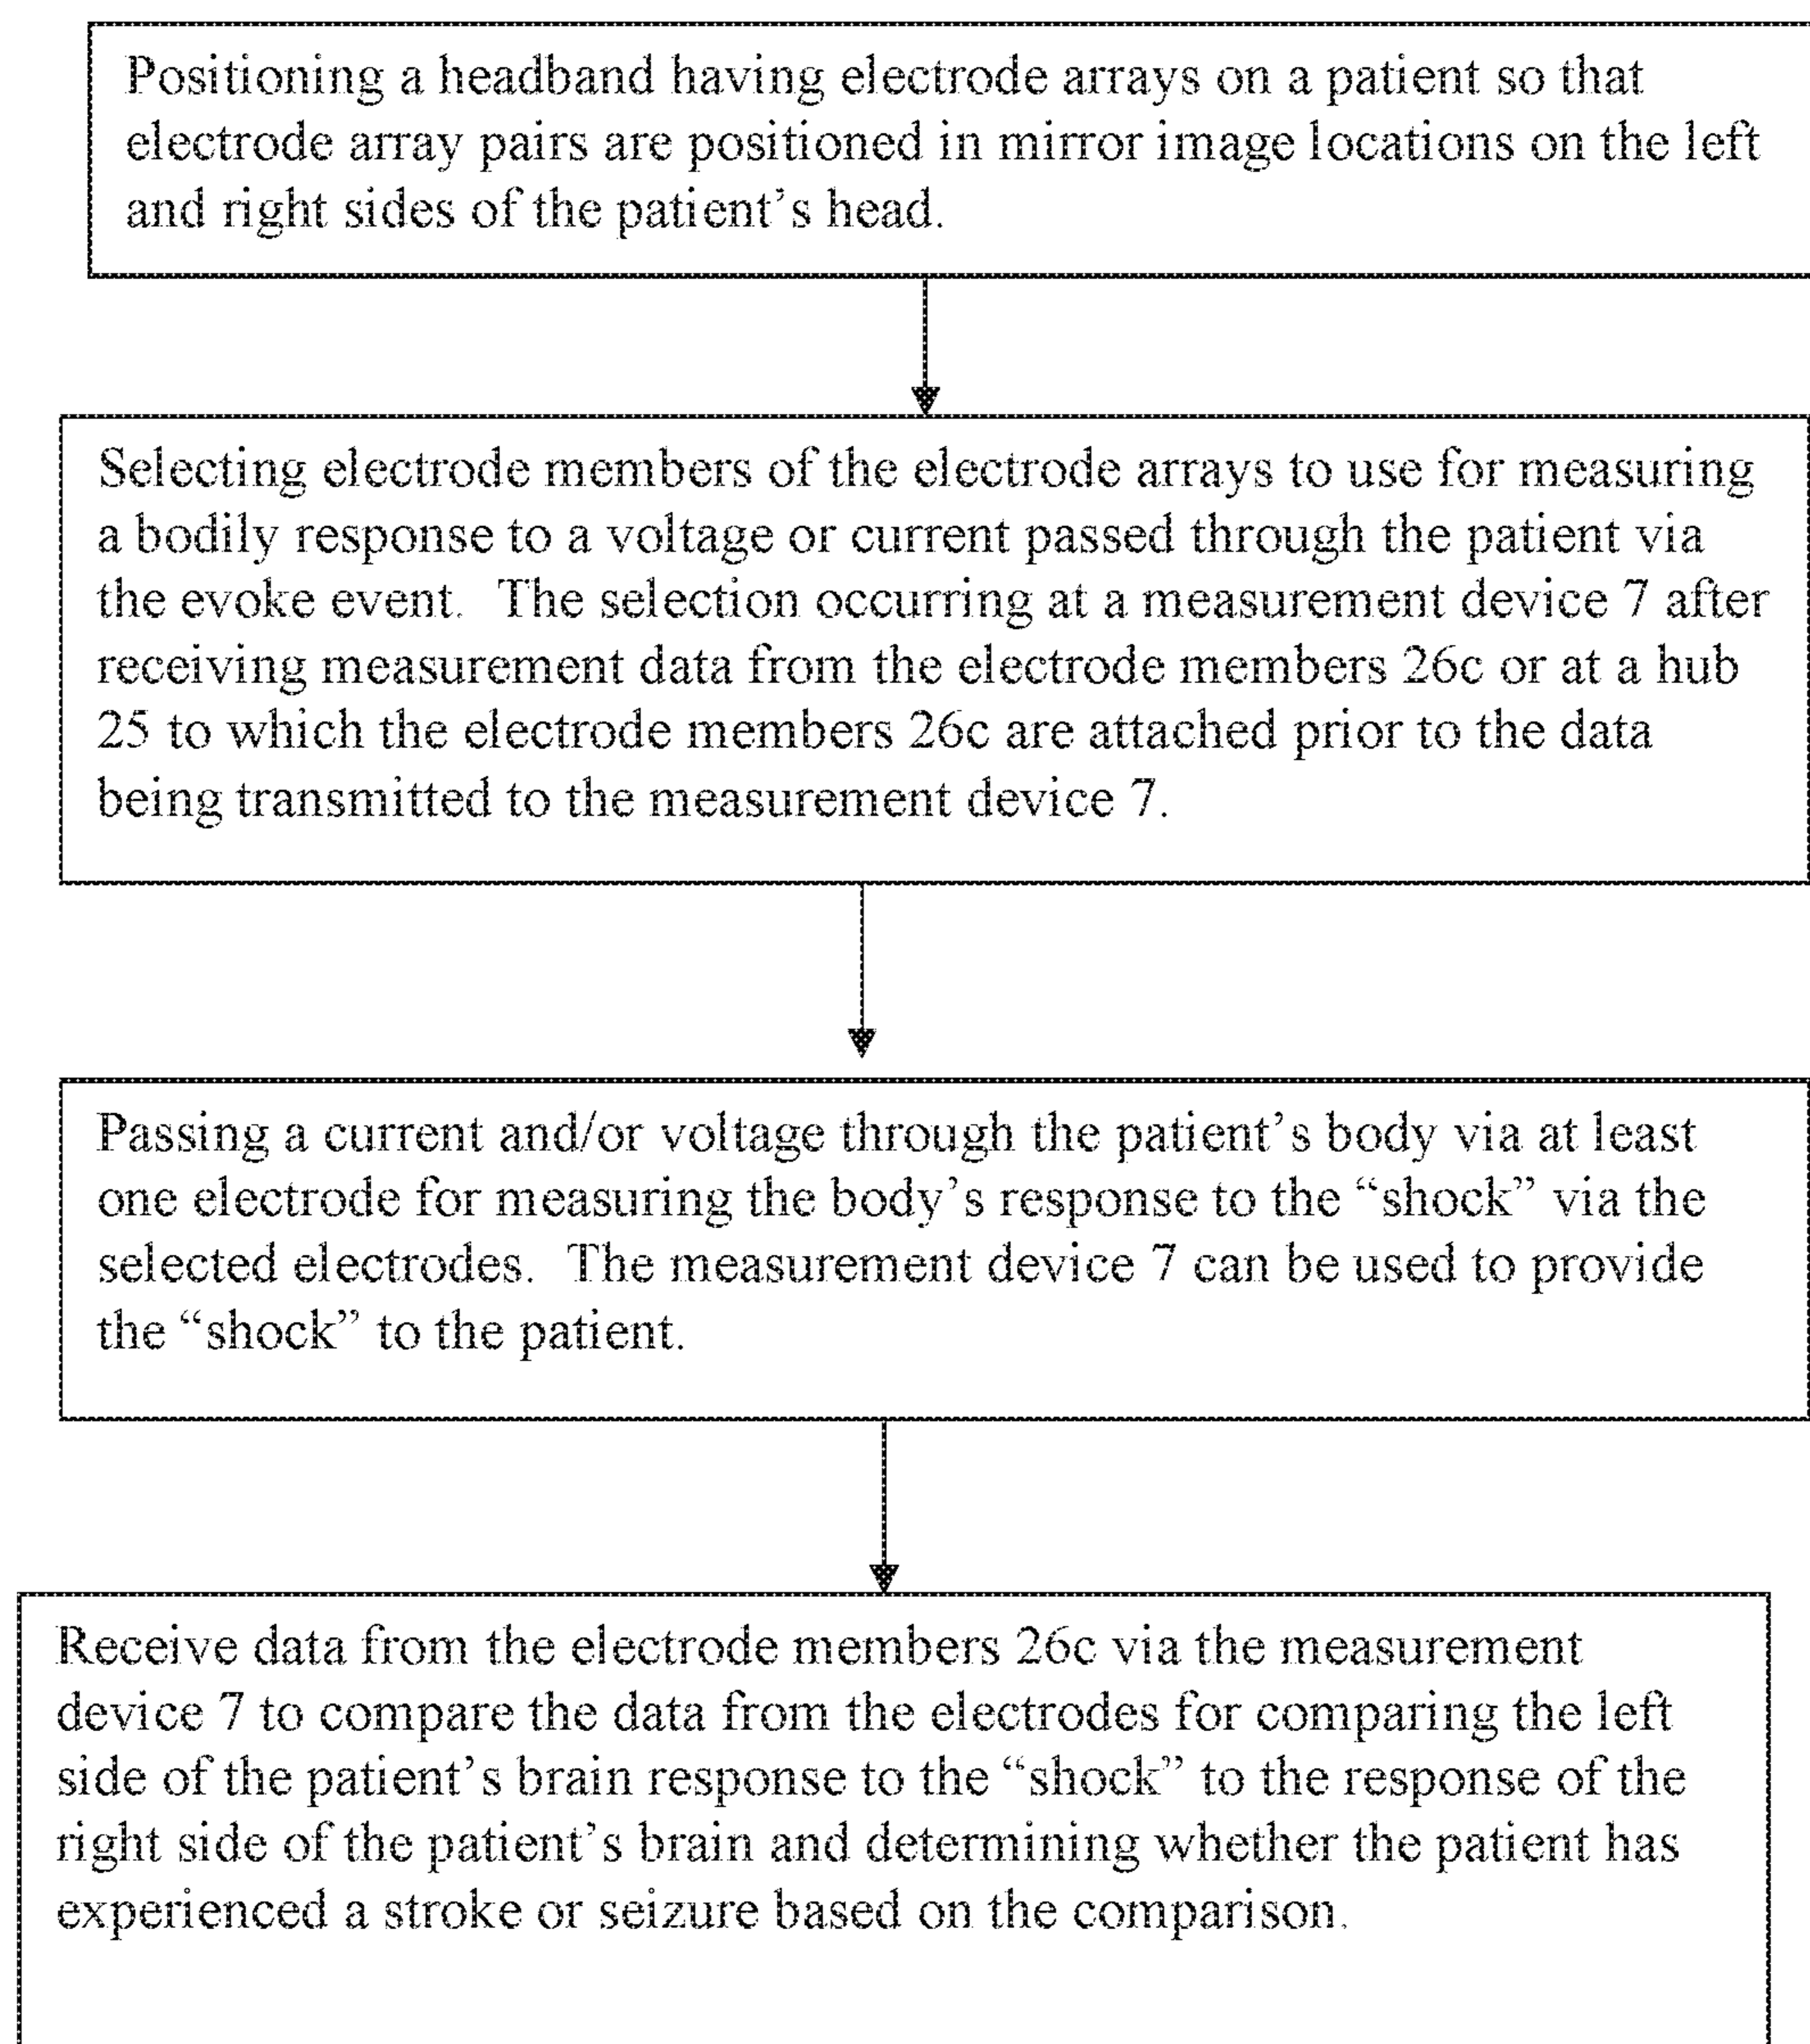 Positioning a headband having electrode arrays on a patient so that
electrode array pairs are positioned in mirror image locations on the left
and right sides of the patient’s head.
Selecting electrode members of the electrode arrays to use for measuring
a bodily response to a voltage or current passed through the patient via
the evoke event.  The selection occurring at a measurement device 7 after
receiving measurement data from the electrode members 26c or at a hub
25 to which the electrode members 26c are attached prior to the data
being transmitted to the measurement device 7.
Passing a current and/or voltage through the patient’s body via at least
one electrode for measuring the body’s response to the “shock” via the
selected electrodes.  The measurement device 7 can be used to provide
the “shock” to the patient.
Receive data from the electrode members 26c via the measurement
device 7 to compare the data from the electrodes for comparing the left
side of the patient’s brain response to the “shock” to the response of the
right side of the patient’s brain and determining whether the patient has
experienced a stroke or seizure based on the comparison.